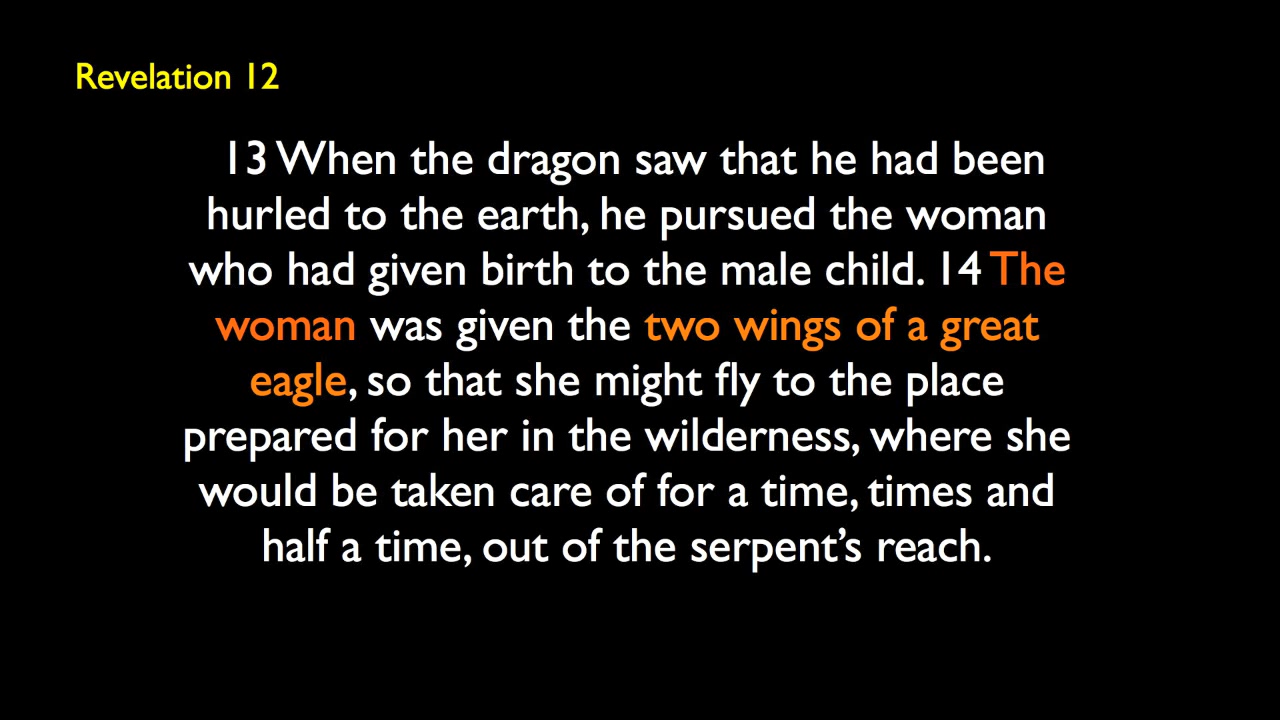 Revelation 12
13 When the dragon saw that he had been
hurled to the earth, he pursued the woman
who had given birth to the male child. 14 The
woman was given the two wings of a great
eagle, so that she might fly to the place
prepared for her in the wilderness, where she
would be taken care of for a time, times and
half a time, out of the serpent’s reach.